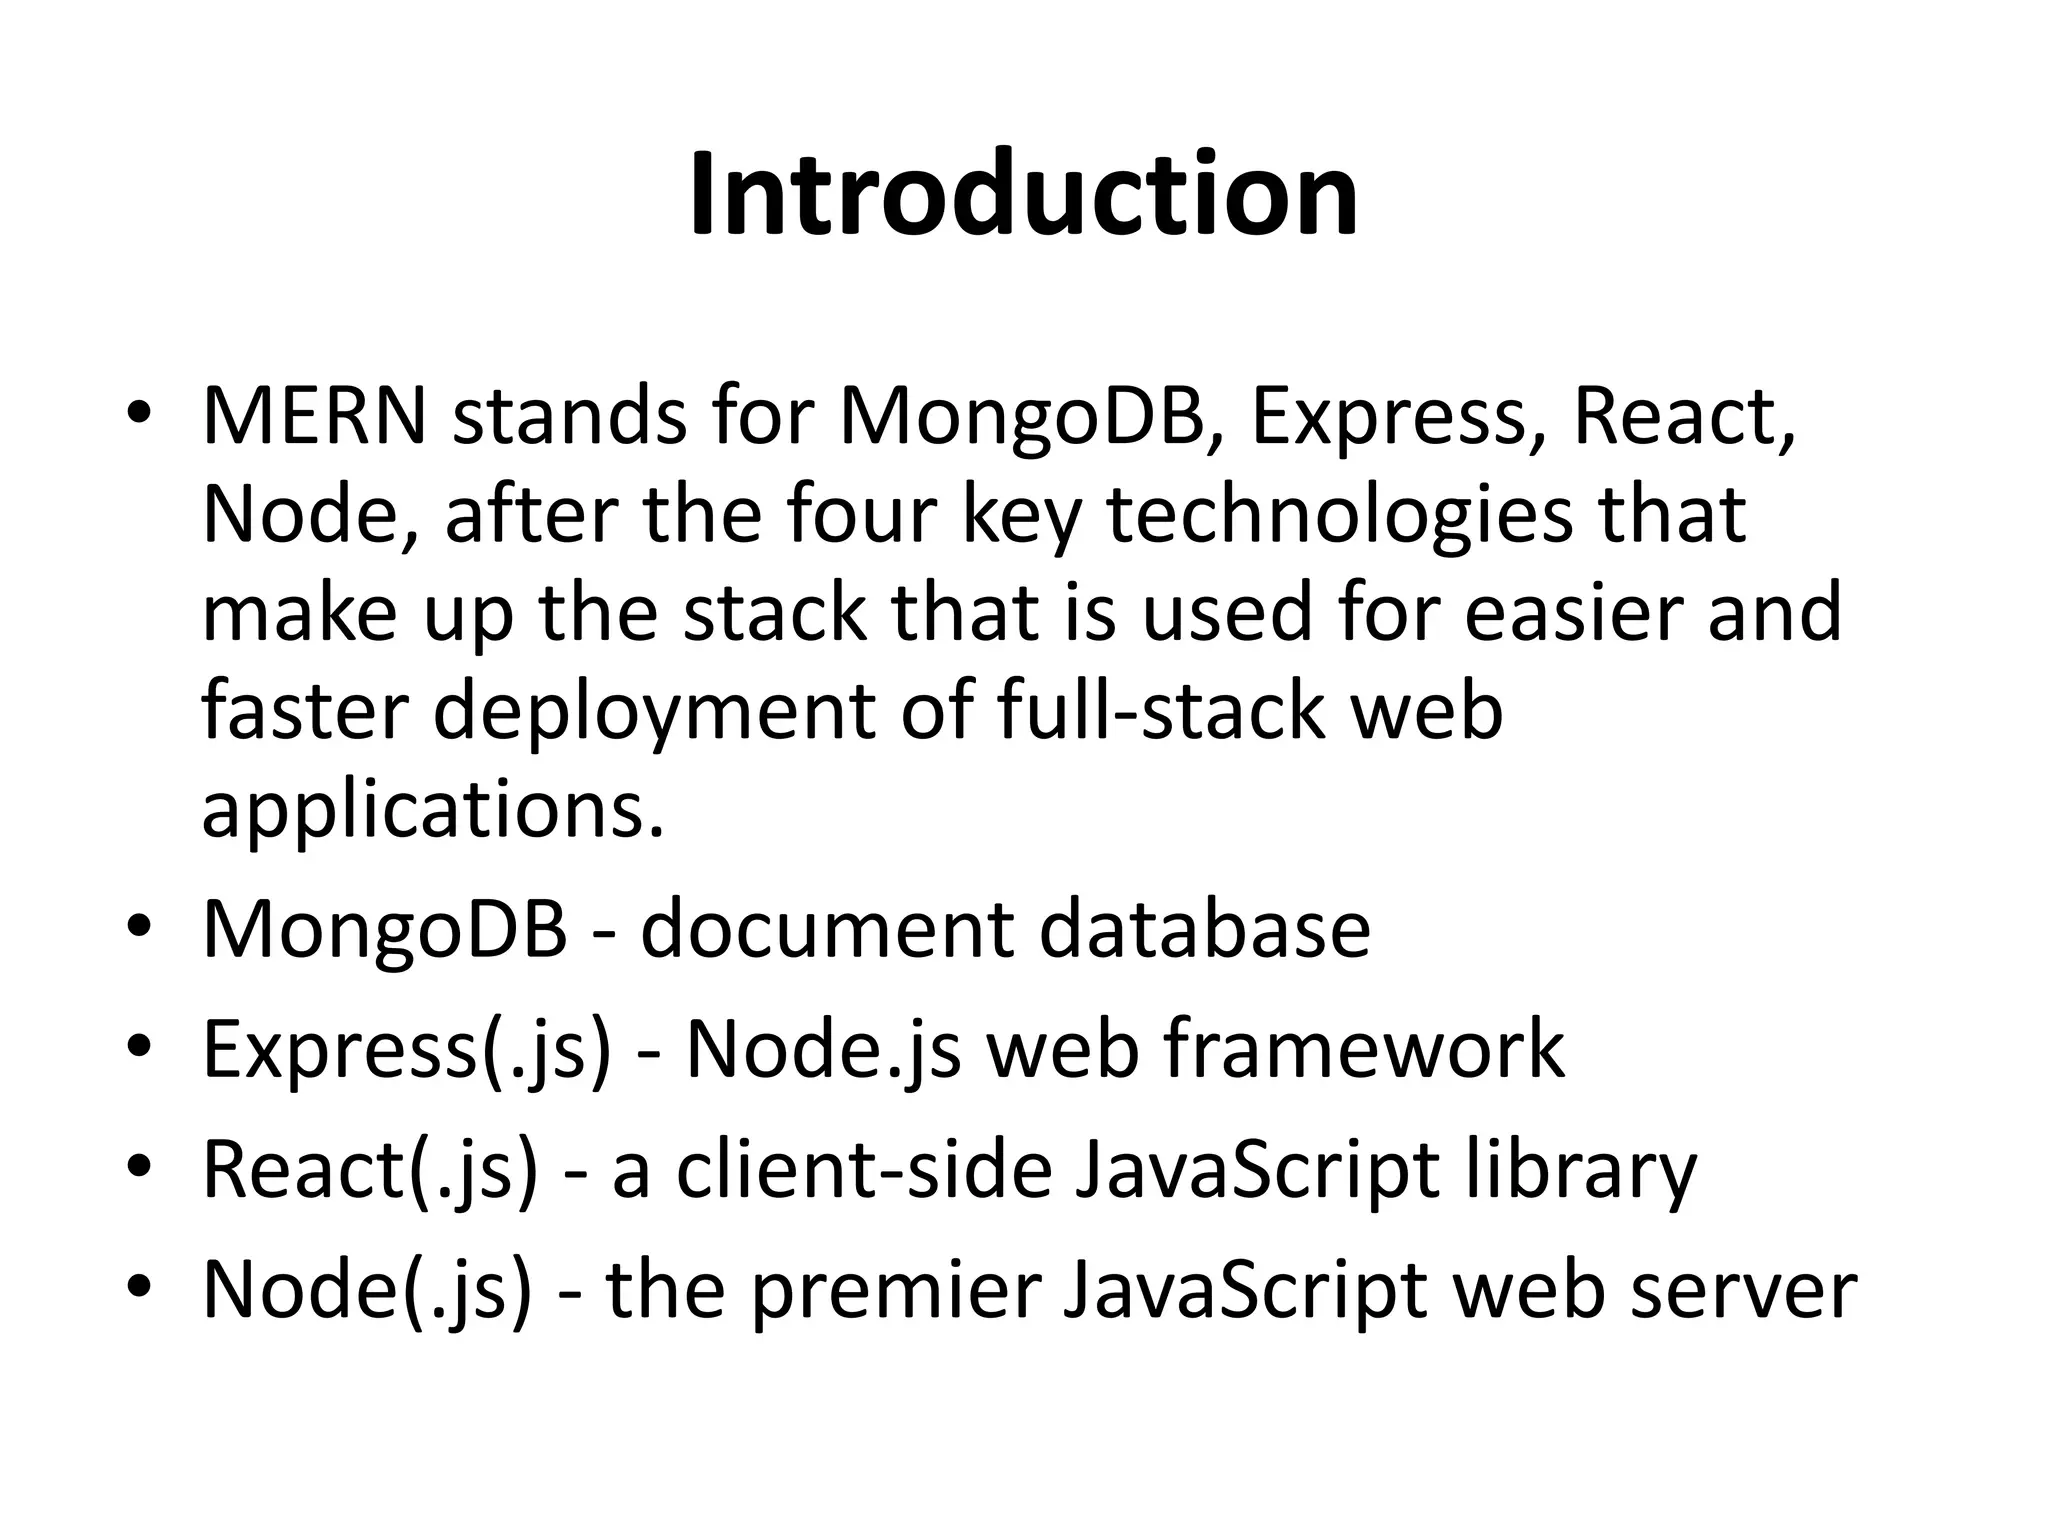 Introduction
• MERN stands for MongoDB, Express, React,
Node, after the four key technologies that
make up the stack that is used for easier and
faster deployment of full-stack web
applications.
• MongoDB - document database
• Express(.js) - Node.js web framework
• React(.js) - a client-side JavaScript library
• Node(.js) - the premier JavaScript web server